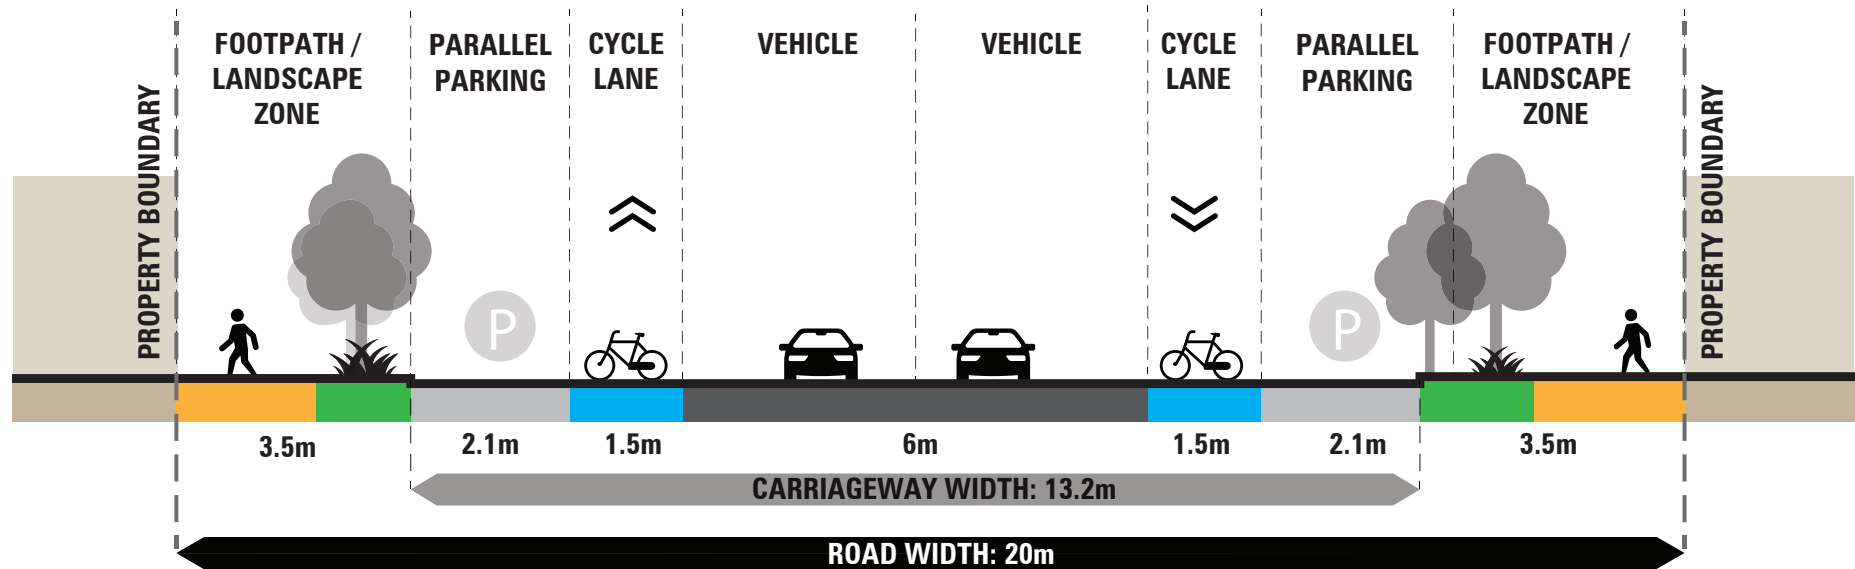 FOOTPATH /
LANDSCAPE
ZONE
PARALLEL
PARKING
CYCLE
LANE
VEHICLE
VEHICLE
CYCLE
LANE
PARALLEL
PARKING
FOOTPATH /
LANDSCAPE
ZONE
PROPERTY BOUNDARY
PROPERTY BOUNDARY
P
P
3.5m
2.1m
1.5m
6m
1.5m
2.1m
3.5m
CARRIAGEWAY WIDTH: 13.2m
ROAD WIDTH: 20m